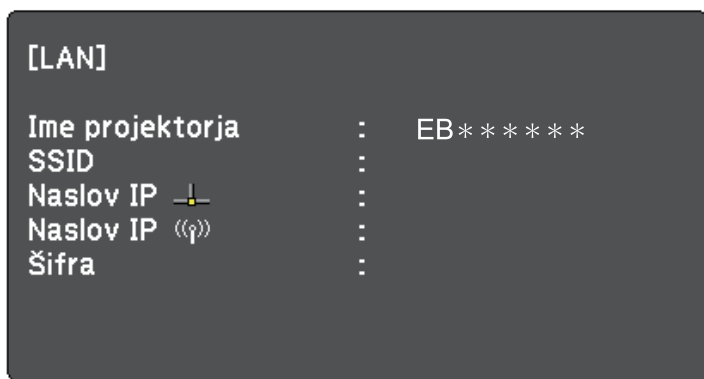 [LAN]
Ime projektorja : EB******
SSID :
Naslov IP :
Naslov IP :
Šifra :